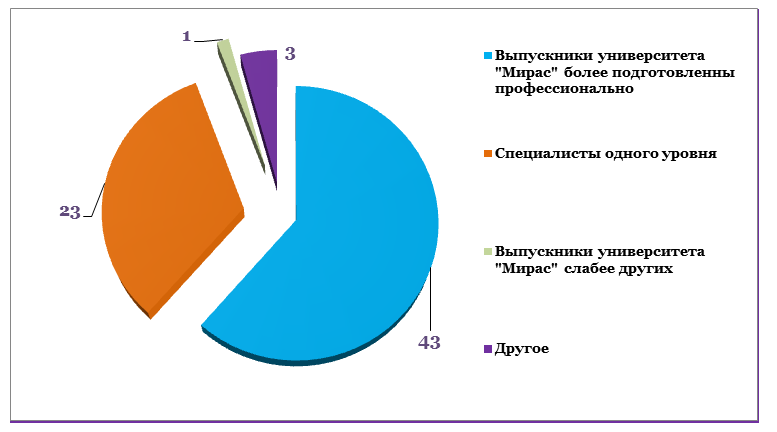 1
3
23
43
Выпускники университета
"Мирас" более подготовленны
профессионально
Специалисты одного уровня
Выпускники университета
"Мирас" слабее других
Другое